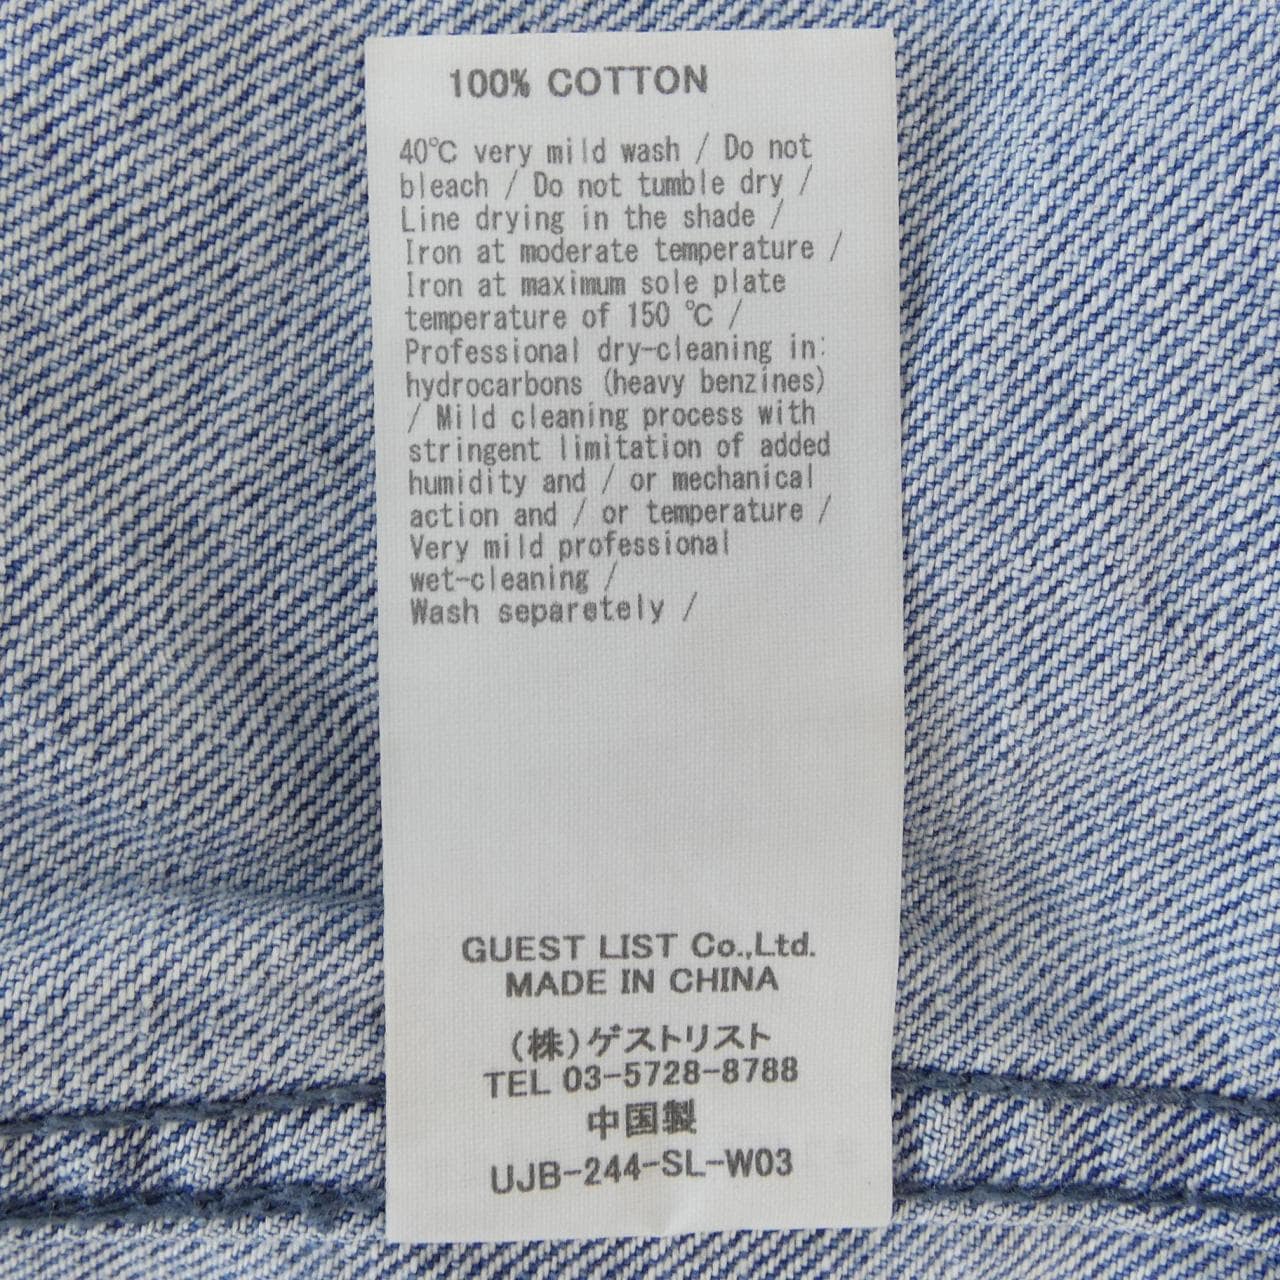 100% COTTON
40℃ very mild wash / Do not
bleach / Do not tumble dry /
Line drying in the shade /
Iron at moderate temperature /
Iron at maximum sole plate
temperature of 150 ℃ /
Professional dry-cleaning in:
hydrocarbons (heavy benzines)
/ Mild cleaning process with
stringent limitation of added
humidity and / or mechanical
action and / or temperature /
Very mild professional
wet-cleaning /
Wash separetely /
GUEST LIST Co.,Ltd.
MADE IN CHINA
(株)ゲストリスト
TEL 03-5728-8788
中国製
UJB-244-SL-W03